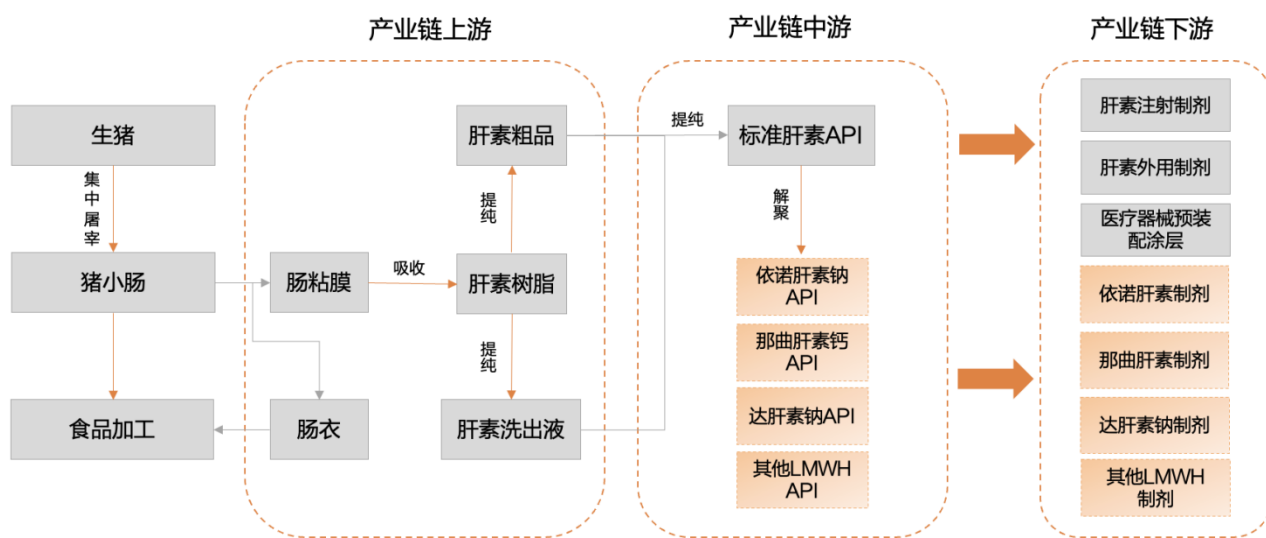 产业链上游
产业链中游
产业链下游
生猪
集中屠宰
猪小肠
食品加工
肠粘膜
肠衣
吸收
肝素粗品
提纯
肝素树脂
提纯
肝素洗出液
提纯
标准肝素API
解聚
依诺肝素钠
API
那曲肝素钙
API
达肝素钠API
其他LMWH
API
肝素注射制剂
肝素外用制剂
医疗器械预装
配涂层
依诺肝素制剂
那曲肝素制剂
达肝素钠制剂
其他LMWH
制剂